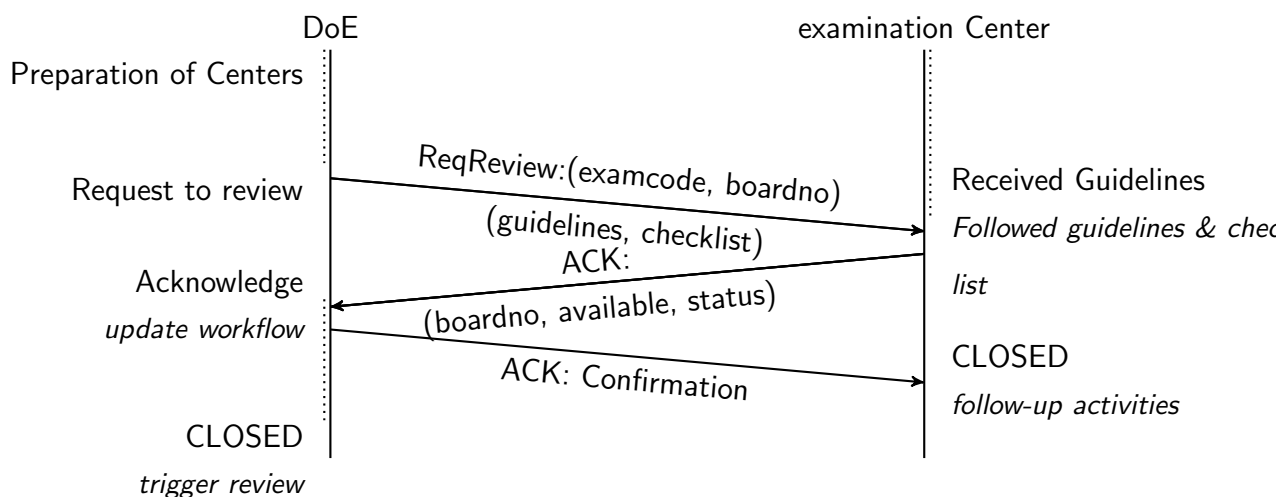 DoE
examination Center
Preparation of Centers
ReqReview:(examcode, boardno)
Request to review
Received Guidelines
(guidelines, checklist)
Followed guidelines & chec
ACK:
Acknowledge
list
(boardno, available, status)
update workflow
CLOSED
ACK: Confirmation
follow-up activities
CLOSED
trigger review